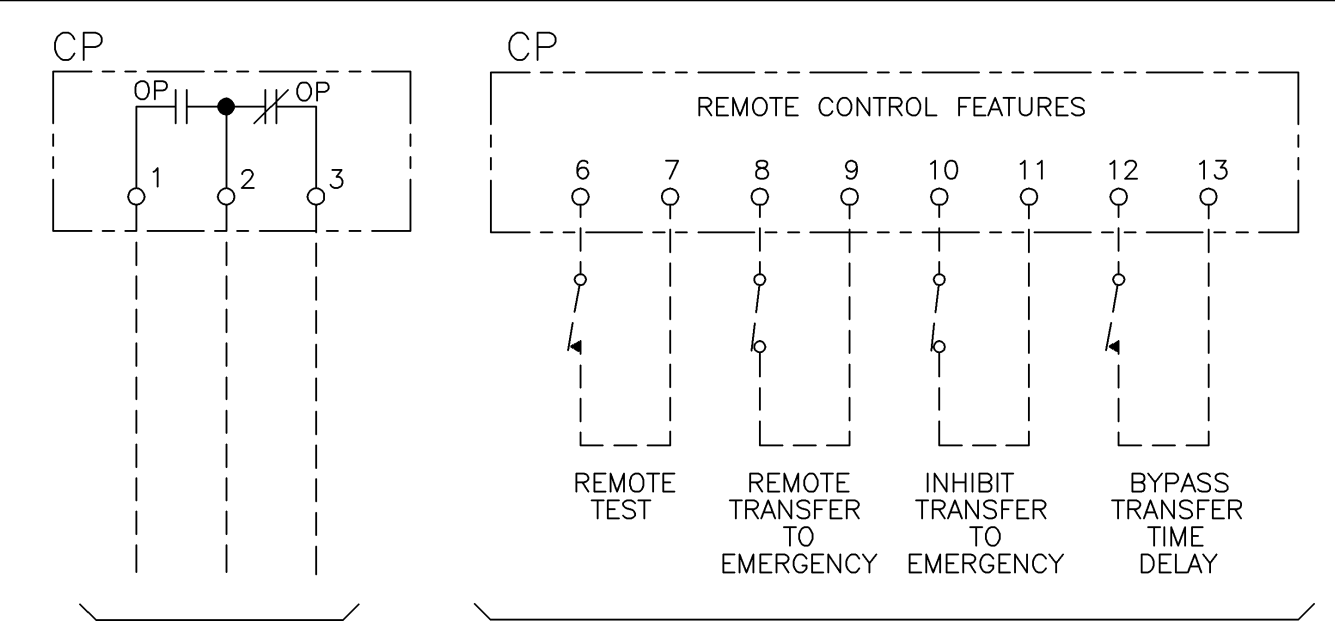 CP
OP OP
1 2 3
CP
REMOTE CONTROL FEATURES
6 7 8 9 10 11 12 13
REMOTE
TEST
REMOTE
TRANSFER
TO
EMERGENCY
INHIBIT
TRANSFER
TO
EMERGENCY
BYPASS
TRANSFER
TIME
DELAY